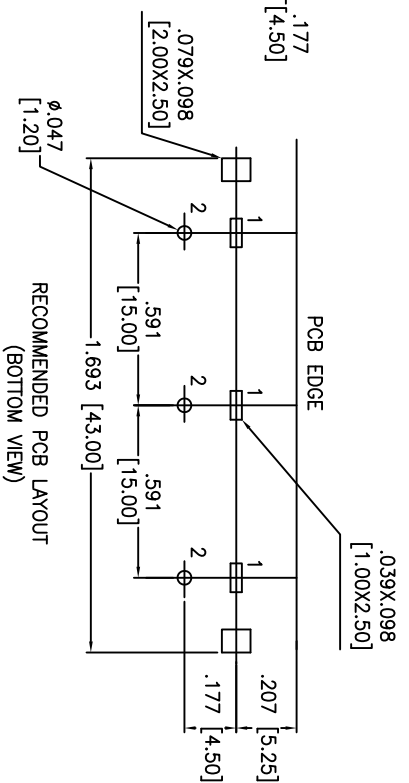 .177
[4.50]
PCB EDGE
.039X.098
[1.00X2.50]
.079X.098
[2.00X2.50]
1
1
1
.207 [5.25]
2
2
2
.177 [4.50]
ø.047
[1.20]
.591
[15.00]
.591
[15.00]
1.693 [43.00]
RECOMMENDED PCB LAYOUT
(BOTTOM VIEW)